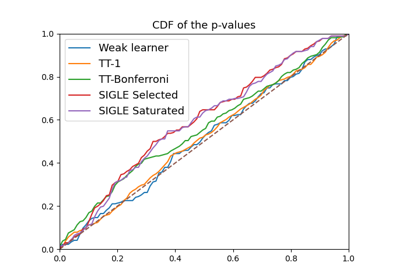 CDF of the p-values
1.0
0.8
0.6
0.4
0.2
0.0
Weak learner
TT-1
TT-Bonferroni
SIGLE Selected
SIGLE Saturated
0.0 0.2 0.4 0.6 0.8 1.0